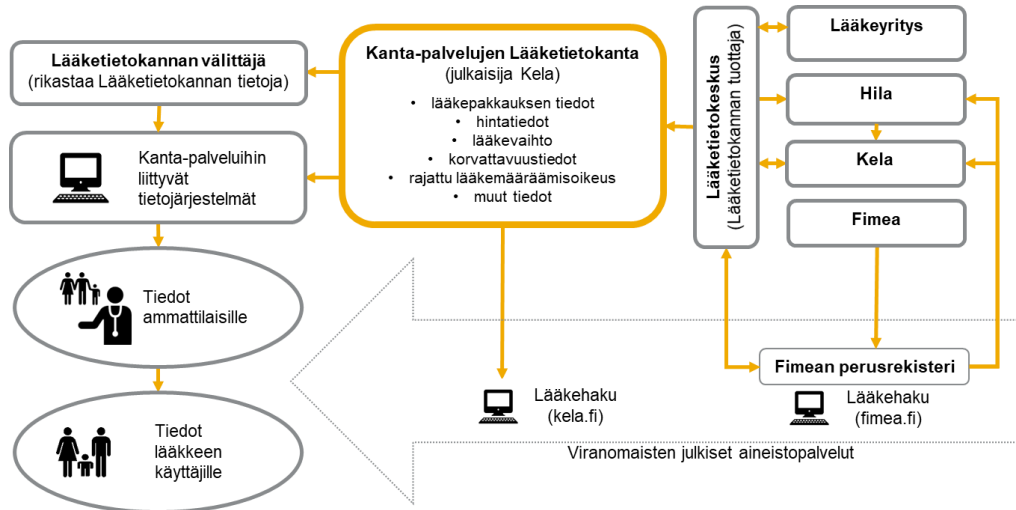 Lääketietokannan välittäjä
(rikastaa Lääketietokannan tietoja)
Kanta-palveluihin
liittyvät
tietojärjestelmät
Tiedot
ammattilaisille
Tiedot
lääkkeen
käyttäjille
Kanta-palvelujen Lääketietokanta
(julkaisija Kela)
• lääkepakkauksen tiedot
• hintatiedot
• lääkevaihto
• korvattavuustiedot
• rajattu lääkemääräämisoikeus
• muut tiedot
Lääkehaku
(kela.fi)
Lääketietokeskus
(Lääketietokannan tuottaja)
Lääkeyritys
Hila
Kela
Fimea
Fimean perusrekisteri
Lääkehaku
(fimea.fi)
Viranomaisten julkiset aineistopalvelut